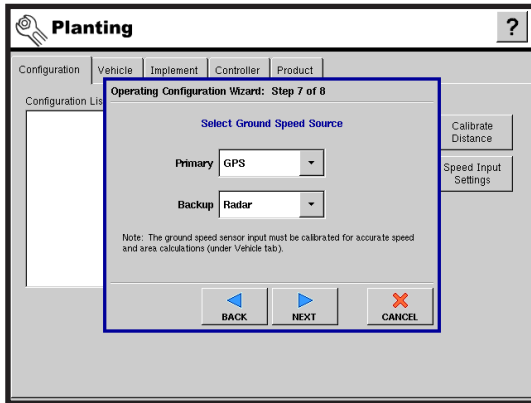 Planting
?
Configuration Vehicle Implement Controller Product
Configuration Lis
Operating Configuration Wizard: Step 7 of 8
Select Ground Speed Source
Primary GPS
Backup Radar
Note: The ground speed sensor input must be calibrated for accurate speed
and area calculations (under Vehicle tab).
BACK NEXT CANCEL
Calibrate
Distance
Speed Input
Settings